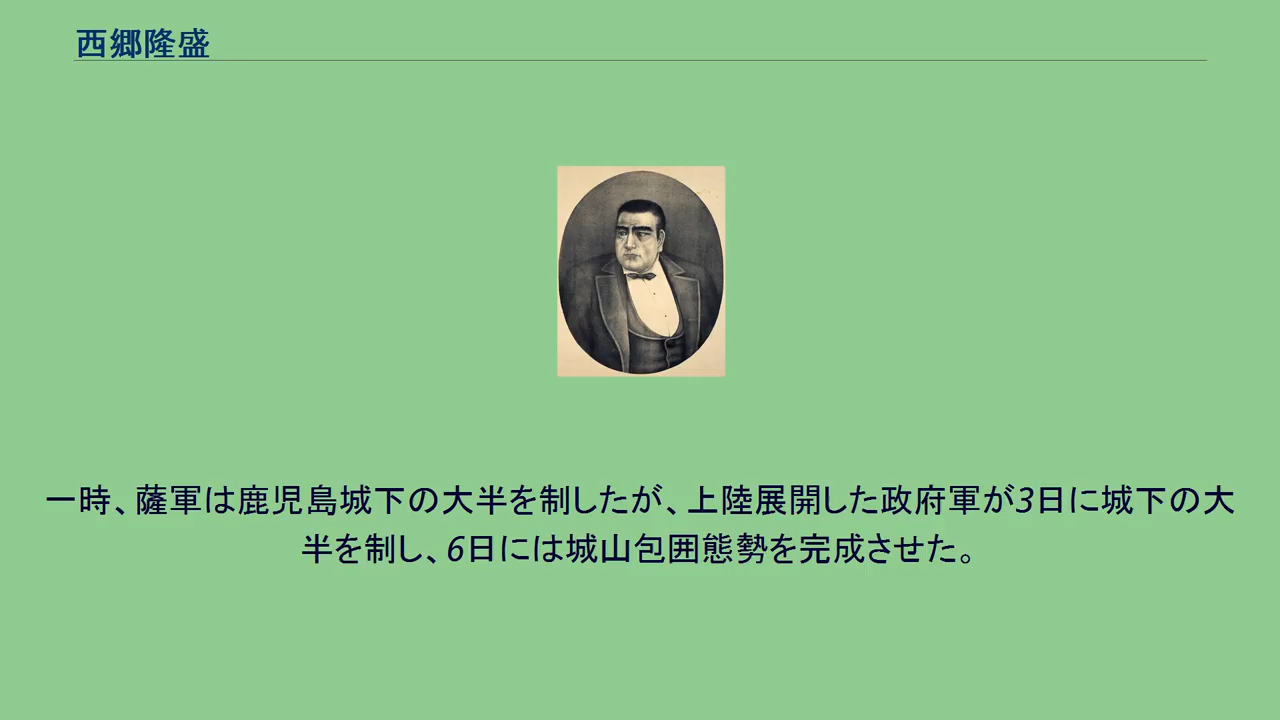 西郷隆盛
一時、薩軍は鹿児島城下の大半を制したが、上陸展開した政府軍が3日に城下の大
半を制し、6日には城山包囲態勢を完成させた。